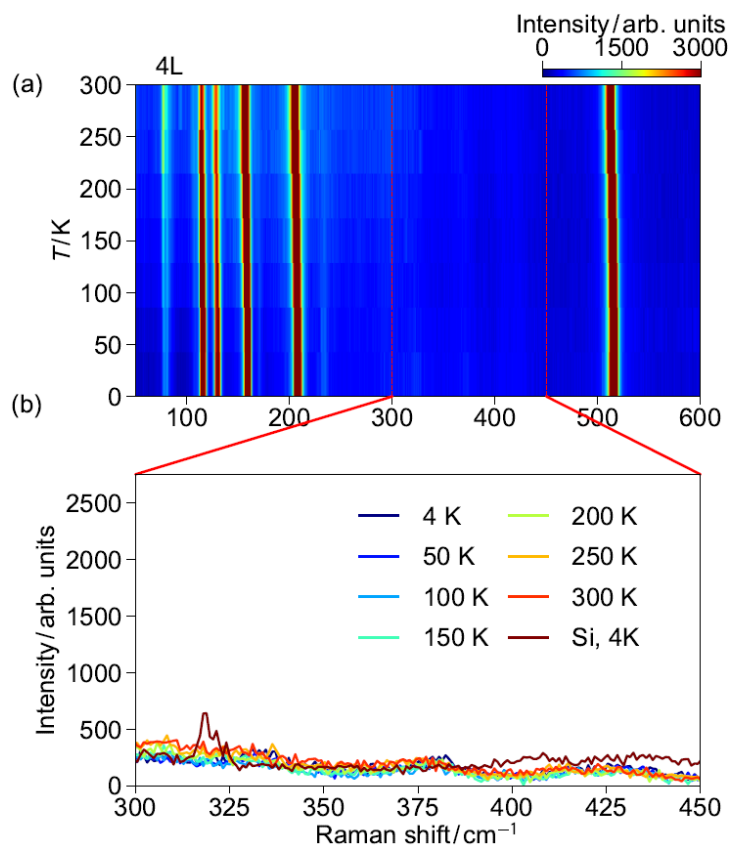 Intensity/arb. units
0 1500 3000
(a)
4L
300
250
200
150
100
50
0
T/K
100 200 300 400 500 600
(b)
2500
2000
1500
1000
500
0
Intensity/arb. units
4 K 200 K
50 K 250 K
100 K 300 K
150 K Si, 4K
300 325 350 375 400 425 450
Raman shift/cm−1